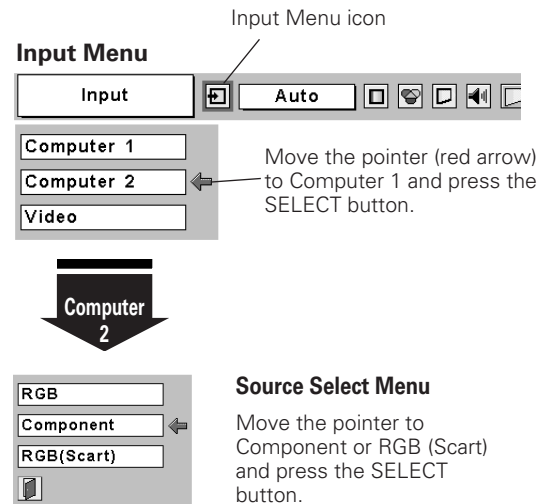 Input Menu icon
Input Menu
Input
Auto
Computer 1
Computer 2
Video
Move the pointer (red arrow)
to Computer 1 and press the
SELECT button.
Computer
2
RGB
Component
RGB(Scart)
Source Select Menu
Move the pointer to
Component or RGB (Scart)
and press the SELECT
button.